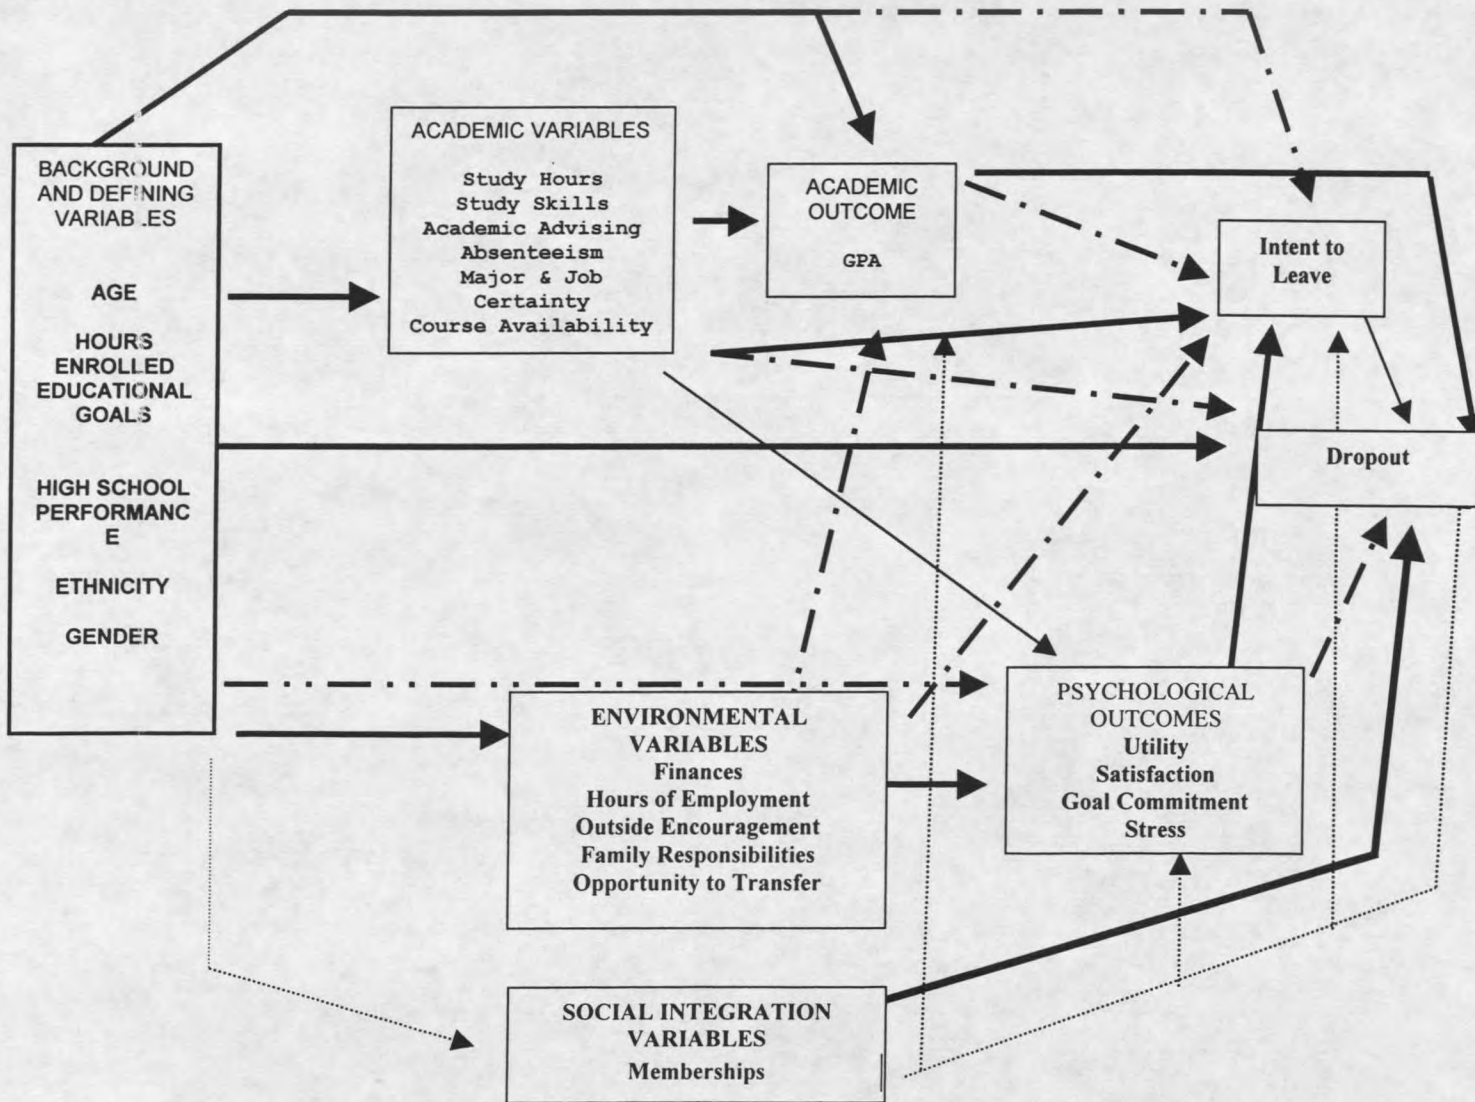 BACKGROUND
AND DEFINING
VARIABLES
AGE
HOURS
ENROLLED
EDUCATIONAL
GOALS
HIGH SCHOOL
PERFORMANC
E
ETHNICITY
GENDER
ACADEMIC VARIABLES
Study Hours
Study Skills
Academic Advising
Absenteeism
Major & Job
Certainty
Course Availability
ACADEMIC
OUTCOME
GPA
Intent to
Leave
Dropout
ENVIRONMENTAL
VARIABLES
Finances
Hours of Employment
Outside Encouragement
Family Responsibilities
Opportunity to Transfer
PSYCHOLOGICAL
OUTCOMES
Utility
Satisfaction
Goal Commitment
Stress
SOCIAL INTEGRATION
VARIABLES
Memberships